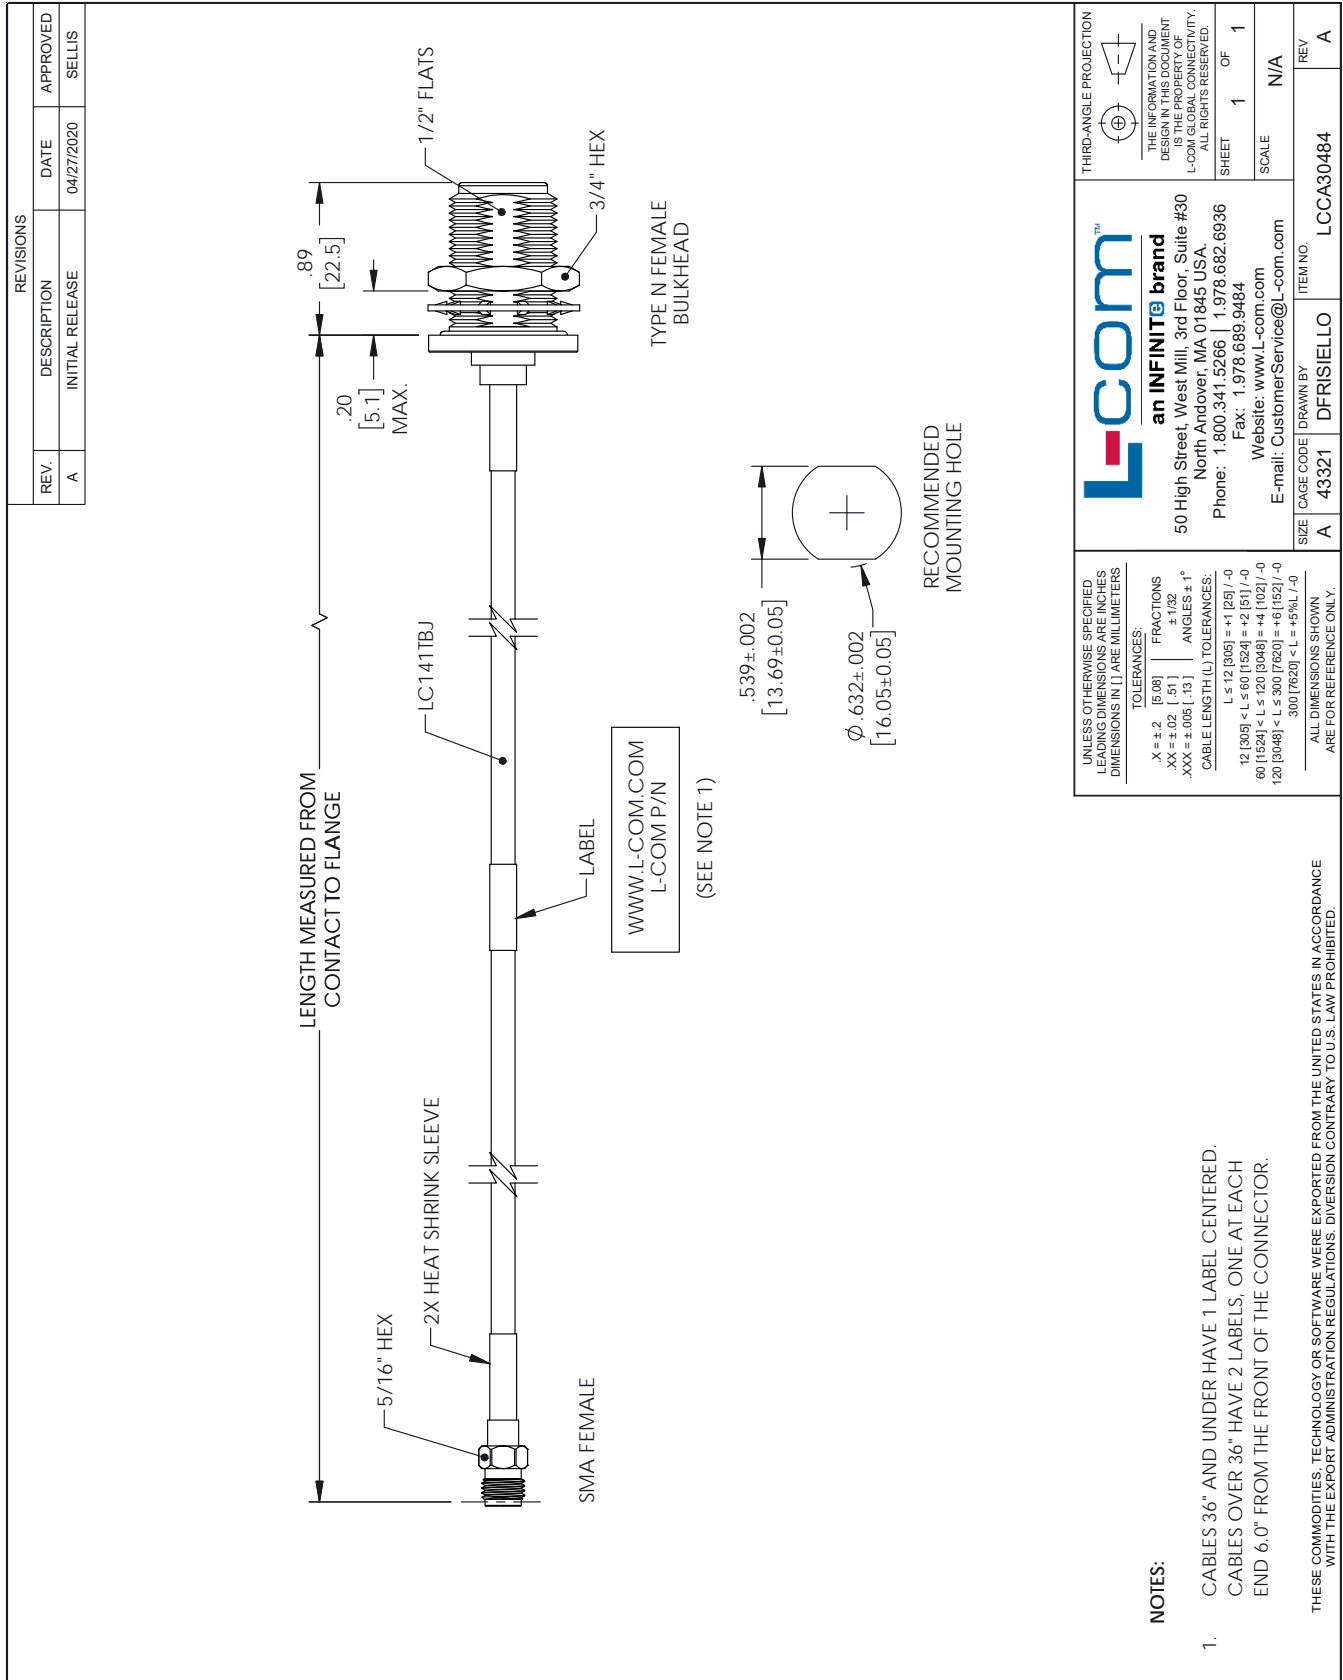 REVISIONS
REV.
DESCRIPTION
DATE
APPROVED
A
INITIAL RELEASE
04/27/2020
SELLIS
LENGTH MEASURED FROM
CONTACT TO FLANGE
.89
[22.5]
.20
[5.1]
MAX.
1/2" FLATS
5/16" HEX
2X HEAT SHRINK SLEEVE
LC141TBJ
3/4" HEX
SMA FEMALE
LABEL
WWW.L-COM.COM
L-COM P/N
(SEE NOTE 1)
TYPE N FEMALE
BULKHEAD
.539±.002
[13.69±0.05]
Ø.632±.002
[16.05±0.05]
RECOMMENDED
MOUNTING HOLE
NOTES:
1. CABLES 36" AND UNDER HAVE 1 LABEL CENTERED.
CABLES OVER 36" HAVE 2 LABELS, ONE AT EACH
END 6.0" FROM THE FRONT OF THE CONNECTOR.
THESE COMMODITIES, TECHNOLOGY OR SOFTWARE WERE EXPORTED FROM THE UNITED STATES IN ACCORDANCE
WITH THE EXPORT ADMINISTRATION REGULATIONS. DIVERSION CONTRARY TO U.S. LAW PROHIBITED.
UNLESS OTHERWISE SPECIFIED
LEADING DIMENSIONS ARE INCHES
DIMENSIONS IN [ ] ARE MILLIMETERS
TOLERANCES:
.X = ±.2 [5.08]
.XX = ±.02 [.51]
.XXX = ±.005 [.13]
FRACTIONS
± 1/32
ANGLES ± 1°
CABLE LENGTH (L) TOLERANCES:
L ≤ 12 [305] = +1 [25] / -0
12 [305] < L ≤ 60 [1524] = +2 [51] / -0
60 [1524] < L ≤ 120 [3048] = +4 [102] / -0
120 [3048] < L ≤ 300 [7620] = +6 [152] / -0
300 [7620] < L = +5%L / -0
ALL DIMENSIONS SHOWN
ARE FOR REFERENCE ONLY.
L-com™
an INFINITe brand
50 High Street, West Mill, 3rd Floor, Suite #30
North Andover, MA 01845 USA.
Phone: 1.800.341.5266 | 1.978.682.6936
Fax: 1.978.689.9484
Website: www.L-com.com
E-mail: CustomerService@L-com.com
THIRD-ANGLE PROJECTION
THE INFORMATION AND
DESIGN IN THIS DOCUMENT
IS THE PROPERTY OF
L-COM GLOBAL CONNECTIVITY.
ALL RIGHTS RESERVED.
SHEET
1 OF 1
SCALE
N/A
SIZE
A
CAGE CODE
43321
DRAWN BY
DFRISIELLO
ITEM NO.
LCCA30484
REV
A